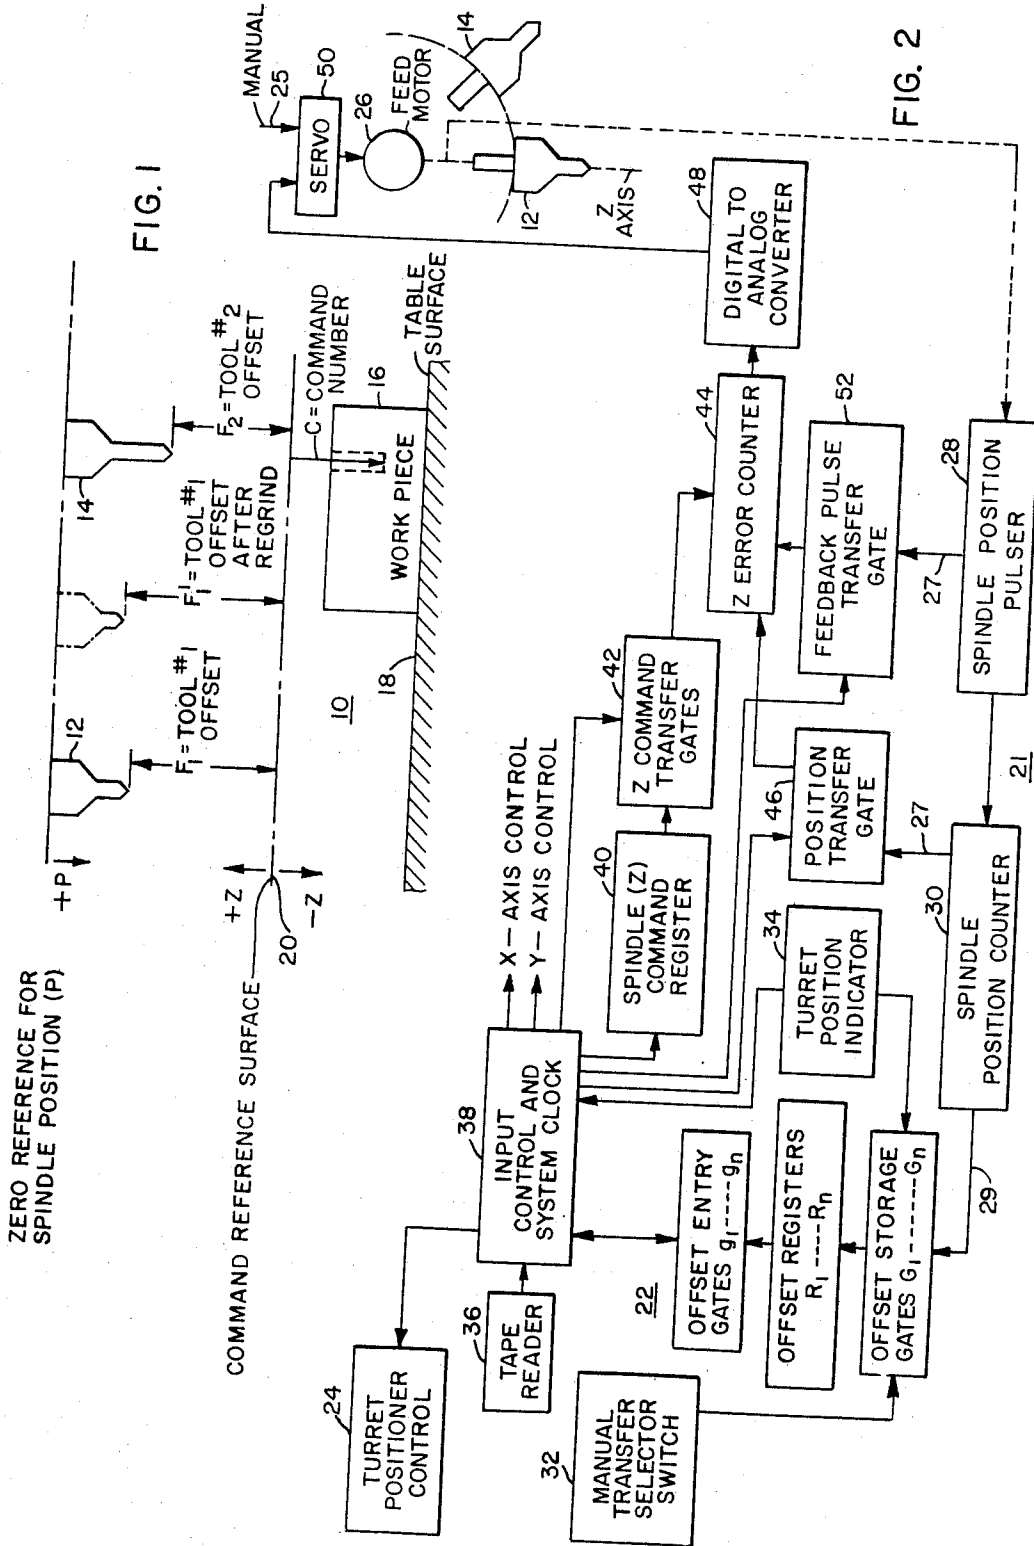 FIG. 1
ZERO REFERENCE FOR
SPINDLE POSITION (P)
+P
12
14
F1 = TOOL #1
OFFSET
F1' = TOOL #1
OFFSET
AFTER
REGRIND
F2 = TOOL #2
OFFSET
+Z
-Z
COMMAND REFERENCE SURFACE
20
10
C = COMMAND
NUMBER
16
WORK PIECE
18
TABLE
SURFACE
FIG. 2
MANUAL
25
50
SERVO
26
FEED
MOTOR
14
12
Z
AXIS
24
TURRET
POSITIONER
CONTROL
36
TAPE
READER
38
INPUT
CONTROL AND
SYSTEM CLOCK
X - AXIS CONTROL
Y - AXIS CONTROL
40
SPINDLE (Z)
COMMAND
REGISTER
42
Z COMMAND
TRANSFER
GATES
44
Z ERROR COUNTER
48
DIGITAL TO
ANALOG
CONVERTER
32
MANUAL
TRANSFER
SELECTOR
SWITCH
22
OFFSET ENTRY
GATES g1-----gn
OFFSET REGISTERS
R1 ----Rn
OFFSET STORAGE
GATES G1 ------Gn
34
TURRET
POSITION
INDICATOR
46
POSITION
TRANSFER
GATE
52
FEEDBACK PULSE
TRANSFER
GATE
29
30
SPINDLE
POSITION COUNTER
27
21
28
SPINDLE POSITION
PULSER
27